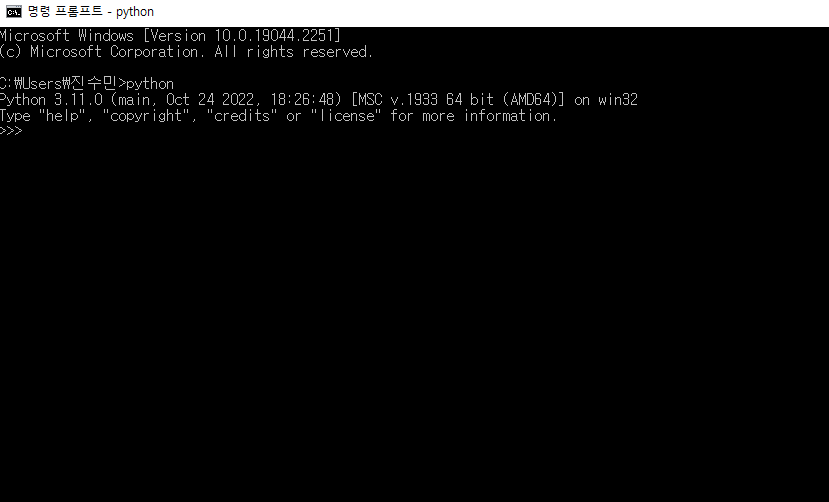 명령 프롬프트 - python
Microsoft Windows [Version 10.0.19044.2251]
(c) Microsoft Corporation. All rights reserved.
C:₩Users₩진수민>python
Python 3.11.0 (main, Oct 24 2022, 18:26:48) [MSC v.1933 64 bit (AMD64)] on win32
Type "help", "copyright", "credits" or "license" for more information.
>>>